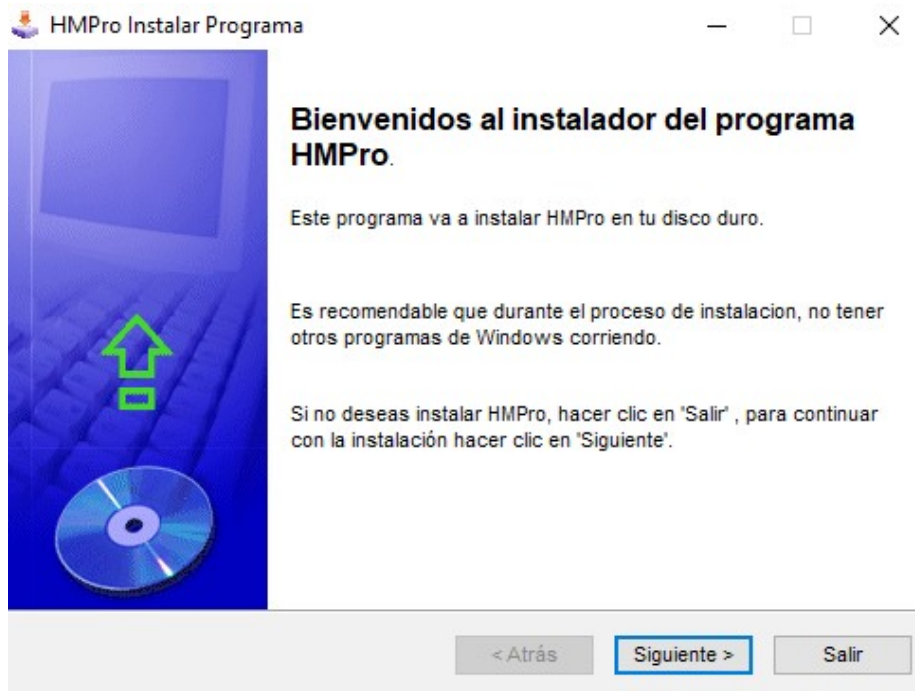 HMPro Instalar Programa
Bienvenidos al instalador del programa
HMPro.
Este programa va a instalar HMPro en tu disco duro.
Es recomendable que durante el proceso de instalacion, no tener
otros programas de Windows corriendo.
Si no deseas instalar HMPro, hacer clic en 'Salir' , para continuar
con la instalación hacer clic en 'Siguiente'.
< Atrás
Siguiente >
Salir